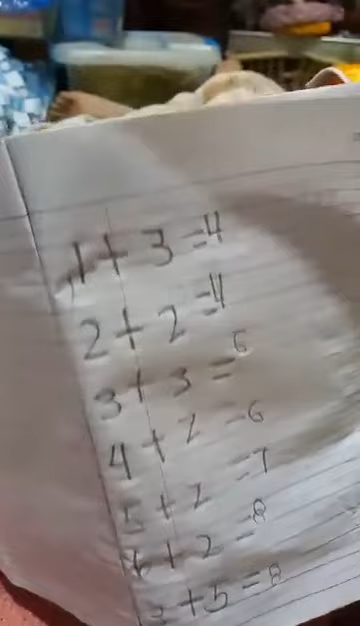 1 + 3 = 4
2 + 2 = 4
3 + 3 = 6
4 + 2 = 6
5 + 2 = 7
6 + 2 = 8
3 + 5 = 8